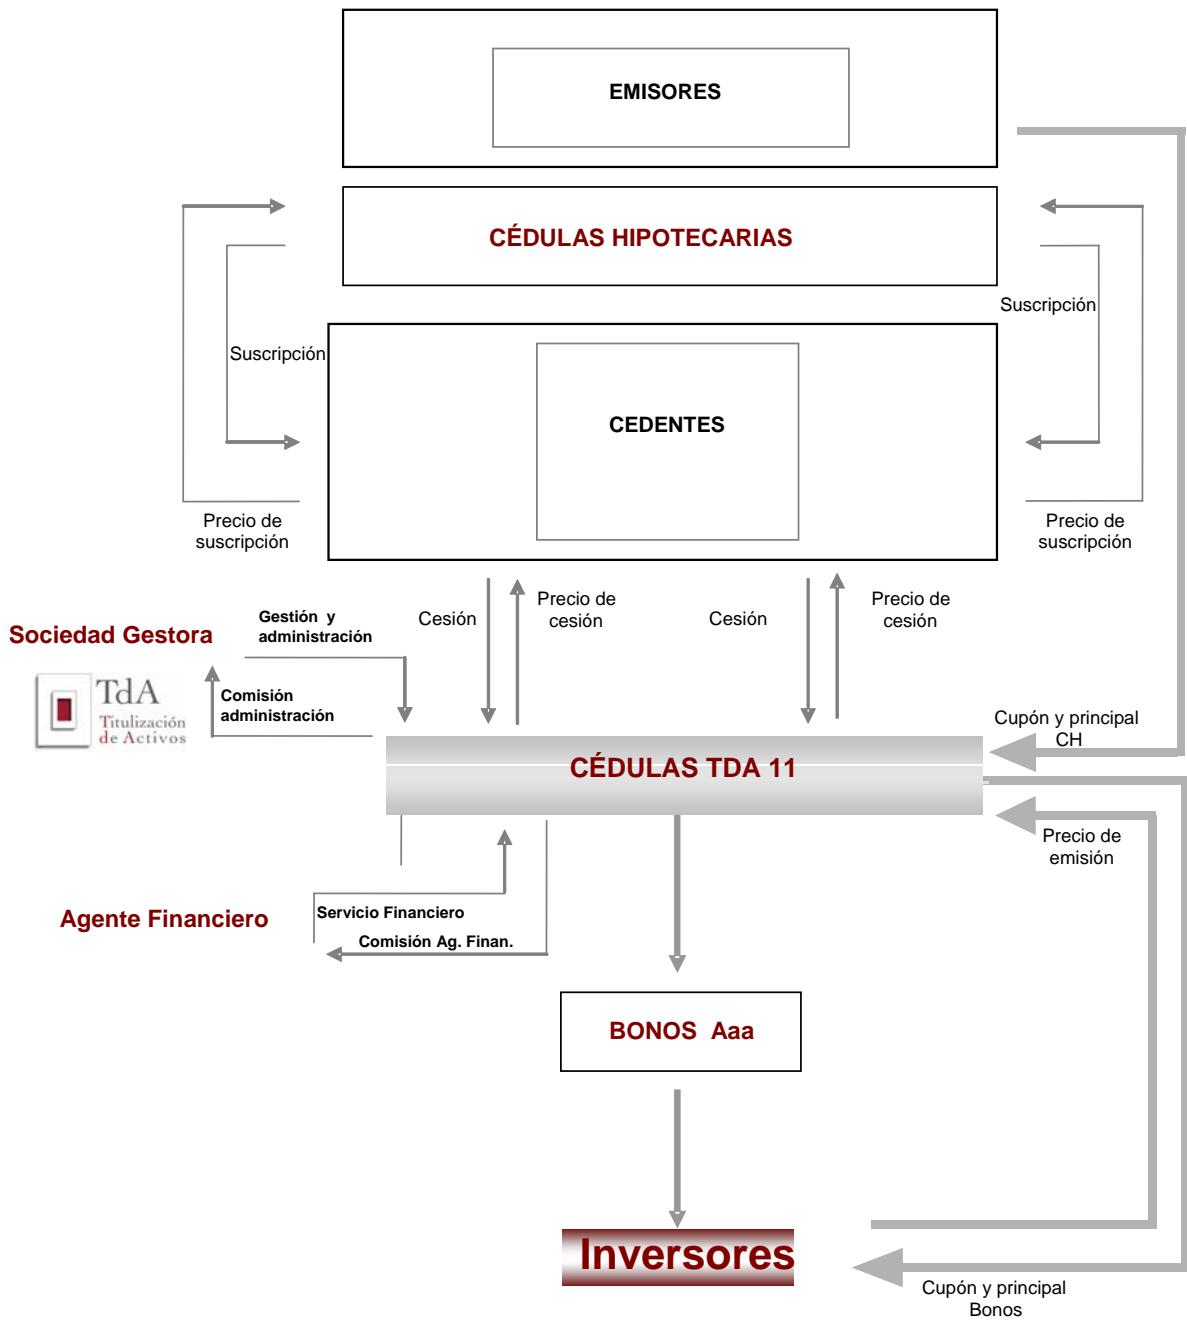 EMISORES
CÉDULAS HIPOTECARIAS
Suscripción
Suscripción
CEDENTES
Precio de
suscripción
Precio de
suscripción
Gestión y
administración
Cesión
Precio de
cesión
Cesión
Precio de
cesión
Sociedad Gestora
TdA
Titulización
de Activos
Comisión
administración
Cupón y principal
CH
CÉDULAS TDA 11
Precio de
emisión
Agente Financiero
Servicio Financiero
Comisión Ag. Finan.
BONOS Aaa
Inversores
Cupón y principal
Bonos